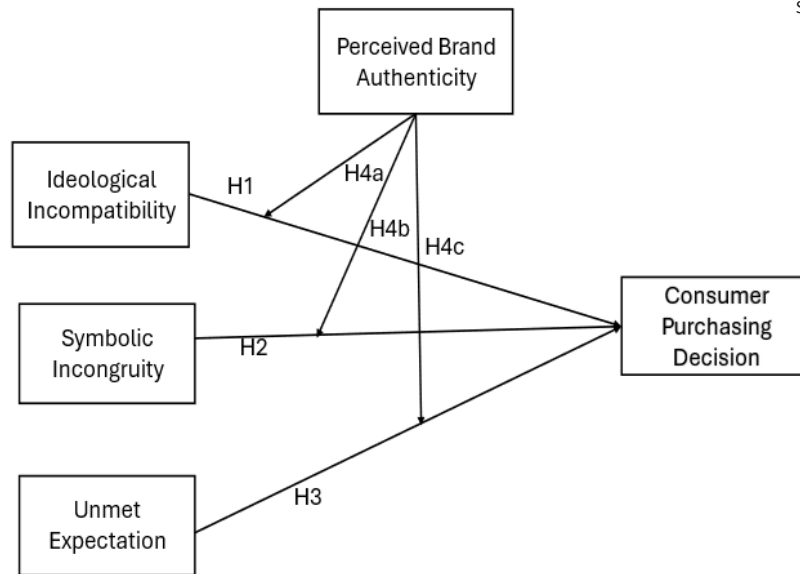 Perceived Brand
Authenticity
Ideological
Incompatibility
H1
H4a
H4b
H4c
Symbolic
Incongruity
H2
Consumer
Purchasing
Decision
Unmet
Expectation
H3